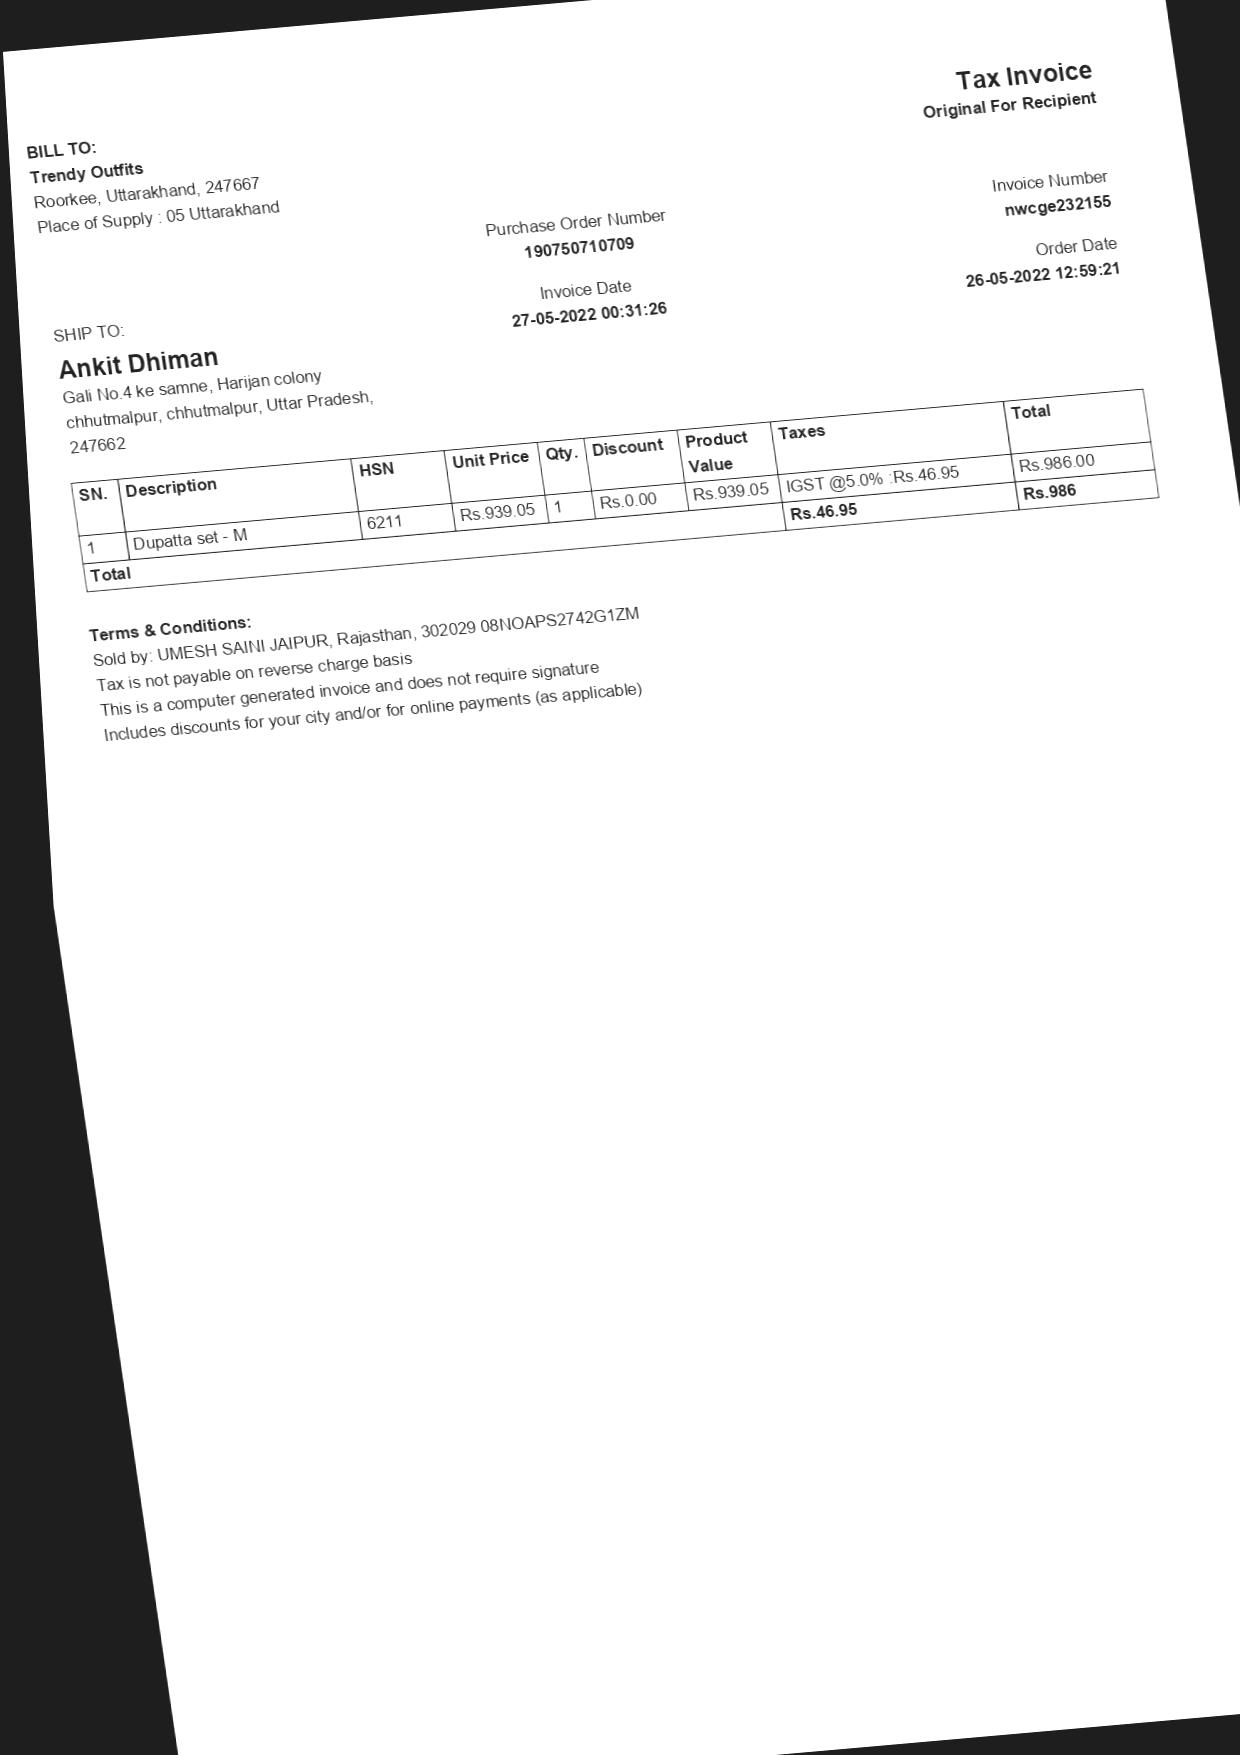 Tax Invoice
Original For Recipient
BILL TO:
Trendy Outfits
Roorkee, Uttarakhand, 247667
Place of Supply : 05 Uttarakhand
Purchase Order Number
190750710709
Invoice Number
nwcge232155
Invoice Date
27-05-2022 00:31:26
Order Date
26-05-2022 12:59:21
SHIP TO:
Ankit Dhiman
Gali No.4 ke samne, Harijan colony
chhutmalpur, chhutmalpur, Uttar Pradesh,
247662
SN. Description HSN Unit Price Qty. Discount Product Value Taxes Total
1 Dupatta set - M 6211 Rs.939.05 1 Rs.0.00 Rs.939.05 IGST @5.0% :Rs.46.95 Rs.986.00
Total Rs.46.95 Rs.986
Terms & Conditions:
Sold by: UMESH SAINI JAIPUR, Rajasthan, 302029 08NOAPS2742G1ZM
Tax is not payable on reverse charge basis
This is a computer generated invoice and does not require signature
Includes discounts for your city and/or for online payments (as applicable)